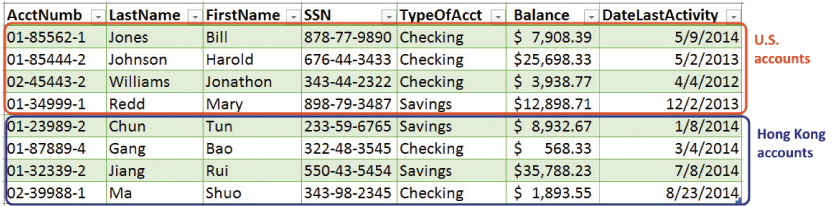 AcctNumb LastName FirstName SSN TypeOfAcct Balance DateLastActivity
01-85562-1 Jones Bill 878-77-9890 Checking $ 7,908.39 5/9/2014
01-85444-2 Johnson Harold 676-44-3433 Checking $25,698.33 5/2/2013
02-45443-2 Williams Jonathon 343-44-2322 Checking $ 3,938.77 4/4/2012
01-34999-1 Redd Mary 898-79-3487 Savings $12,898.71 12/2/2013
U.S.
accounts
01-23989-2 Chun Tun 233-59-6765 Savings $ 8,932.67 1/8/2014
01-87889-4 Gang Bao 322-48-3545 Checking $ 568.33 3/4/2014
01-32339-2 Jiang Rui 550-43-5454 Savings $35,788.23 7/8/2014
02-39988-1 Ma Shuo 343-98-2345 Checking $ 1,893.55 8/23/2014
Hong Kong
accounts